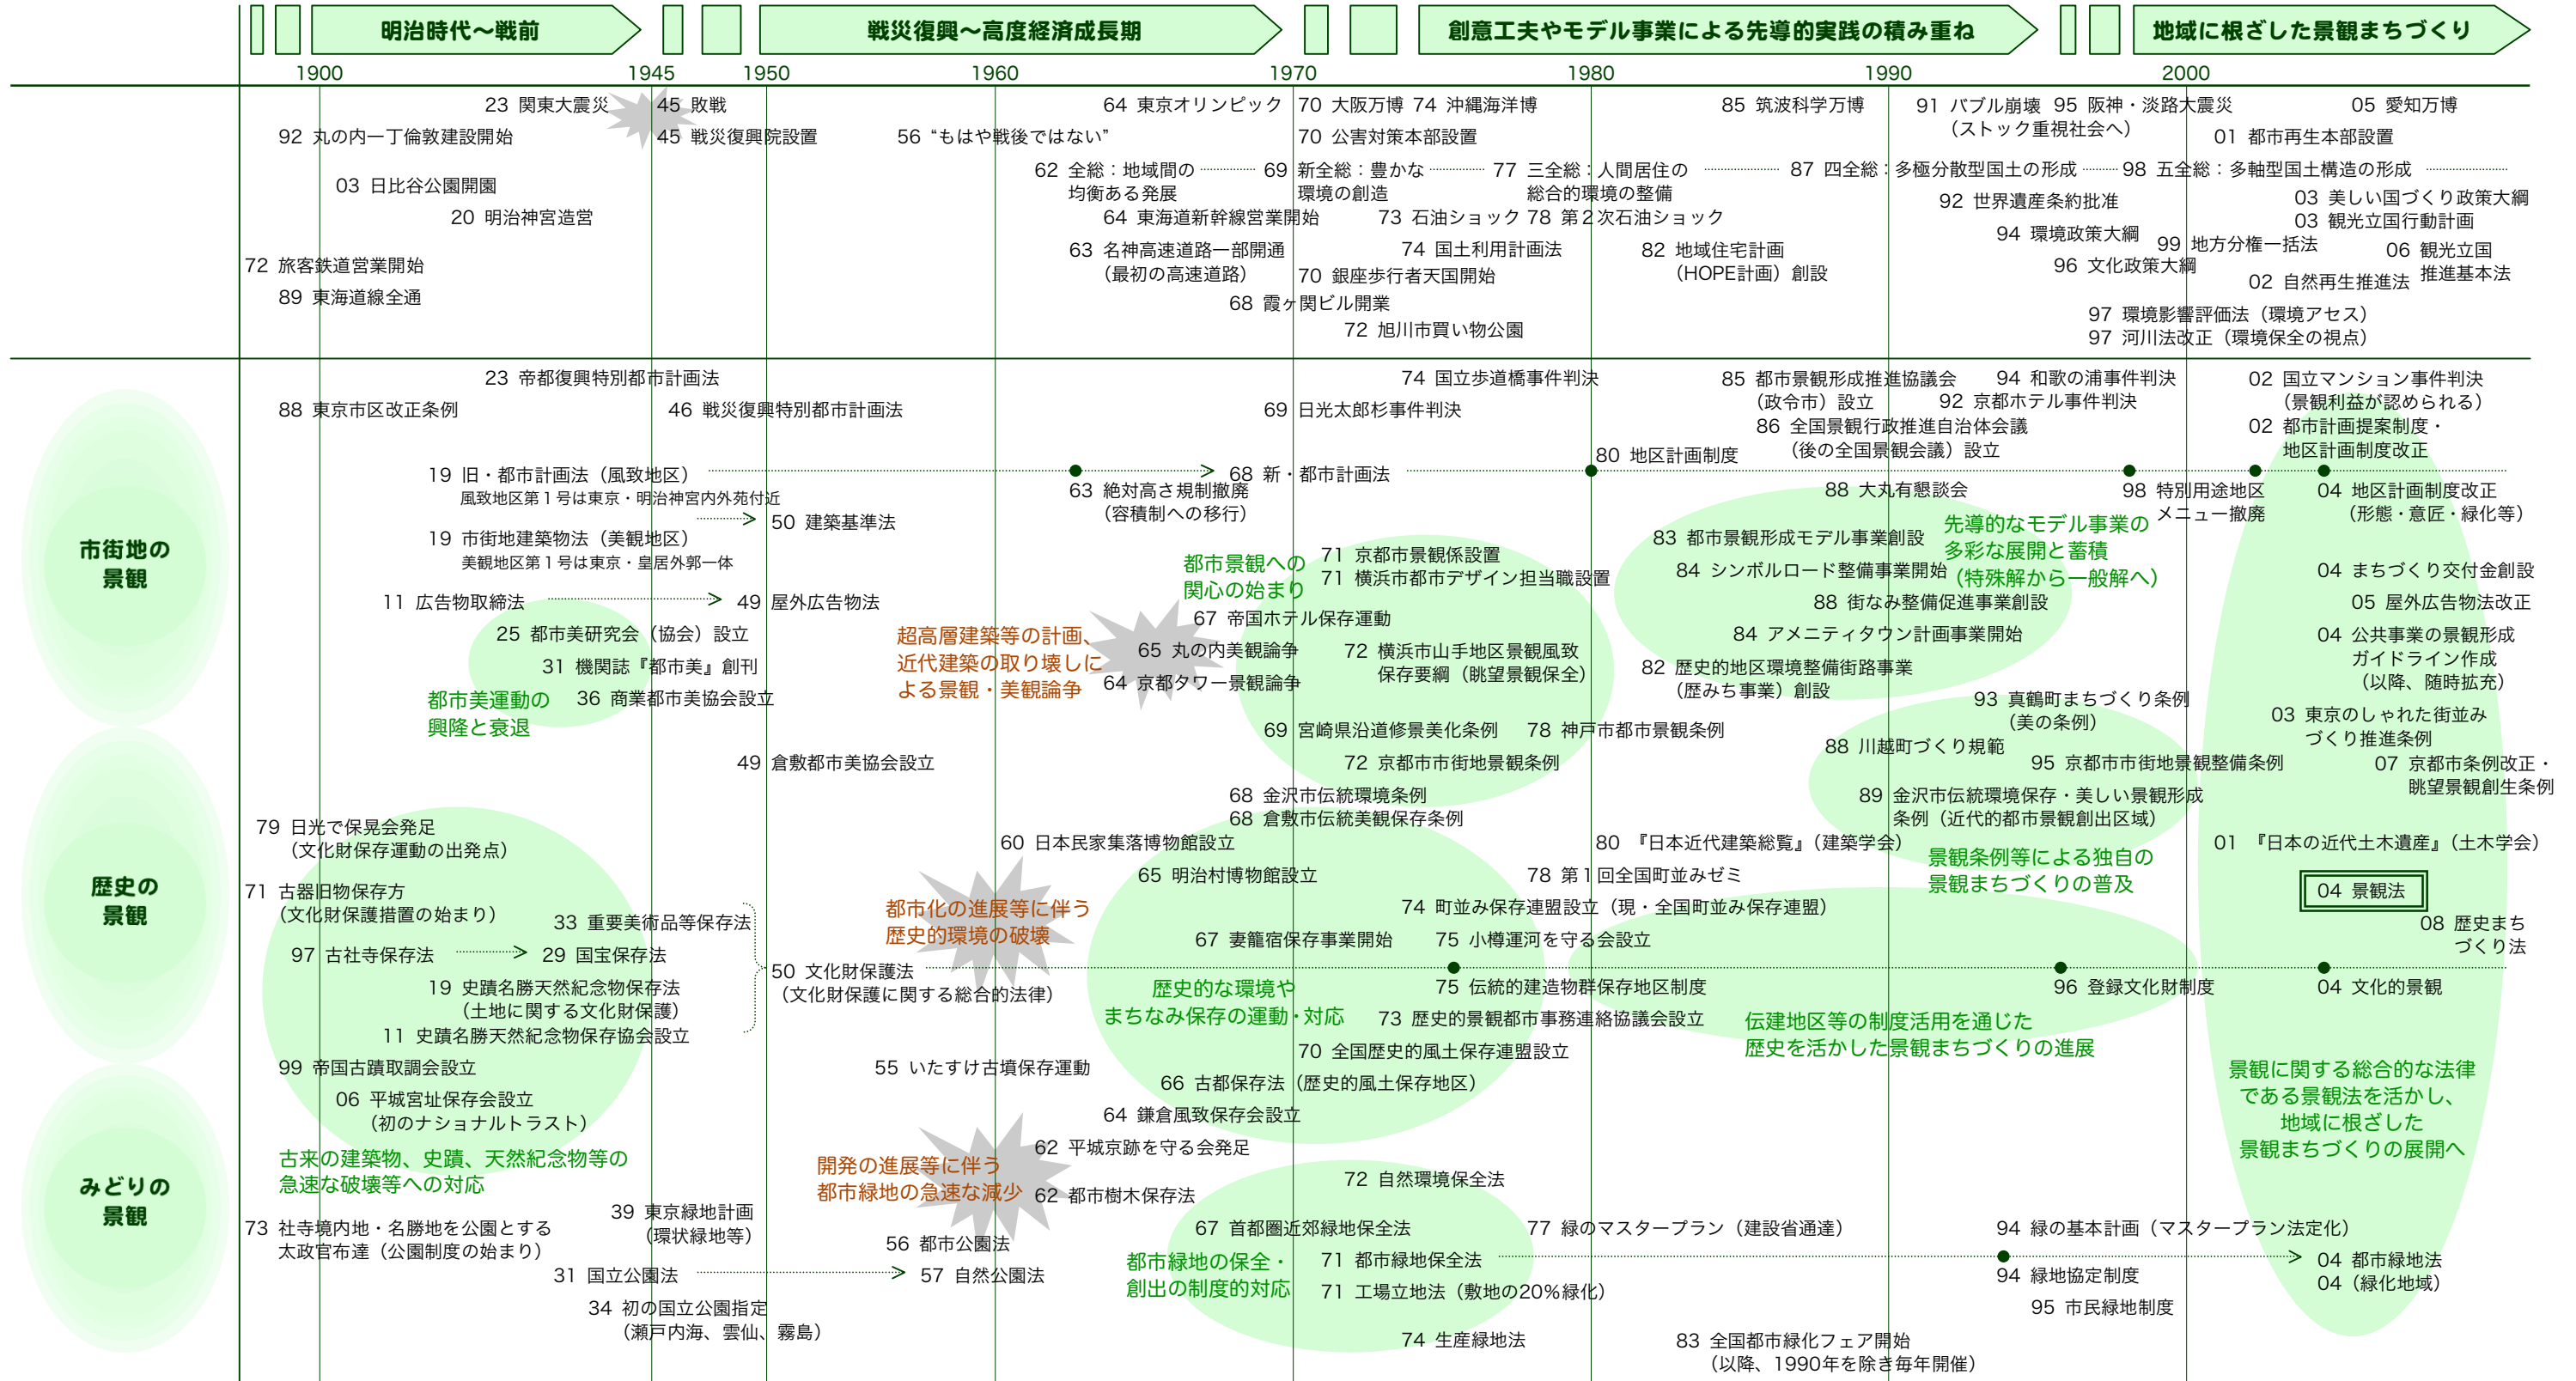 明治時代～戦前
戦災復興～高度経済成長期
創意工夫やモデル事業による先導的実践の積み重ね
地域に根ざした景観まちづくり
1900
1945
1950
1960
1970
1980
1990
2000
23 関東大震災
45 敗戦
64 東京オリンピック
70 大阪万博
74 沖縄海洋博
85 筑波科学万博
91 バブル崩壊
（ストック重視社会へ）
95 阪神・淡路大震災
05 愛知万博
92 丸の内一丁倫敦建設開始
45 戦災復興院設置
56 “もはや戦後ではない”
70 公害対策本部設置
01 都市再生本部設置
62 全総：地域間の
均衡ある発展
69 新全総：豊かな
環境の創造
77 三全総：人間居住の
総合的環境の整備
87 四全総：多極分散型国土の形成
98 五全総：多軸型国土構造の形成
03 日比谷公園開園
20 明治神宮造営
64 東海道新幹線営業開始
73 石油ショック
78 第２次石油ショック
92 世界遺産条約批准
03 美しい国づくり政策大綱
03 観光立国行動計画
94 環境政策大綱
99 地方分権一括法
63 名神高速道路一部開通
（最初の高速道路）
74 国土利用計画法
82 地域住宅計画
（HOPE計画）創設
06 観光立国
推進基本法
72 旅客鉄道営業開始
70 銀座歩行者天国開始
96 文化政策大綱
02 自然再生推進法
89 東海道線全通
68 霞ヶ関ビル開業
72 旭川市買い物公園
97 環境影響評価法（環境アセス）
97 河川法改正（環境保全の視点）
市街地の
景観
23 帝都復興特別都市計画法
74 国立歩道橋事件判決
85 都市景観形成推進協議会
（政令市）設立
94 和歌の浦事件判決
02 国立マンション事件判決
（景観利益が認められる）
88 東京市区改正条例
46 戦災復興特別都市計画法
69 日光太郎杉事件判決
92 京都ホテル事件判決
86 全国景観行政推進自治体会議
（後の全国景観会議）設立
02 都市計画提案制度・
地区計画制度改正
80 地区計画制度
19 旧・都市計画法（風致地区）
風致地区第１号は東京・明治神宮内外苑付近
68 新・都市計画法
63 絶対高さ規制撤廃
（容積制への移行）
88 大丸有懇談会
98 特別用途地区
メニュー撤廃
04 地区計画制度改正
（形態・意匠・緑化等）
50 建築基準法
19 市街地建築物法（美観地区）
美観地区第１号は東京・皇居外郭一体
先導的なモデル事業の
多彩な展開と蓄積
（特殊解から一般解へ）
83 都市景観形成モデル事業創設
都市景観への
関心の始まり
71 京都市景観係設置
71 横浜市都市デザイン担当職設置
84 シンボルロード整備事業開始
04 まちづくり交付金創設
11 広告物取締法
49 屋外広告物法
88 街なみ整備促進事業創設
05 屋外広告物法改正
67 帝国ホテル保存運動
25 都市美研究会（協会）設立
超高層建築等の計画、
近代建築の取り壊しに
よる景観・美観論争
65 丸の内美観論争
64 京都タワー景観論争
72 横浜市山手地区景観風致
保存要綱（眺望景観保全）
84 アメニティタウン計画事業開始
04 公共事業の景観形成
ガイドライン作成
（以降、随時拡充）
31 機関誌『都市美』創刊
82 歴史的地区環境整備街路事業
（歴みち事業）創設
都市美運動の
興隆と衰退
36 商業都市美協会設立
93 真鶴町まちづくり条例
（美の条例）
69 宮崎県沿道修景美化条例
78 神戸市都市景観条例
03 東京のしゃれた街並み
づくり推進条例
88 川越町づくり規範
49 倉敷都市美協会設立
72 京都市市街地景観条例
95 京都市市街地景観整備条例
07 京都市条例改正・
眺望景観創生条例
68 金沢市伝統環境条例
68 倉敷市伝統美観保存条例
89 金沢市伝統環境保存・美しい景観形成
条例（近代的都市景観創出区域）
歴史の
景観
79 日光で保晃会発足
（文化財保存運動の出発点）
60 日本民家集落博物館設立
80 『日本近代建築総覧』（建築学会）
01 『日本の近代土木遺産』（土木学会）
景観条例等による独自の
景観まちづくりの普及
65 明治村博物館設立
78 第１回全国町並みゼミ
71 古器旧物保存方
（文化財保護措置の始まり）
04 景観法
都市化の進展等に伴う
歴史的環境の破壊
74 町並み保存連盟設立（現・全国町並み保存連盟）
33 重要美術品等保存法
08 歴史まち
づくり法
67 妻籠宿保存事業開始
75 小樽運河を守る会設立
97 古社寺保存法
29 国宝保存法
50 文化財保護法
（文化財保護に関する総合的法律）
19 史蹟名勝天然紀念物保存法
（土地に関する文化財保護）
歴史的な環境や
まちなみ保存の運動・対応
75 伝統的建造物群保存地区制度
96 登録文化財制度
04 文化的景観
11 史蹟名勝天然紀念物保存協会設立
73 歴史的景観都市事務連絡協議会設立
伝建地区等の制度活用を通じた
歴史を活かした景観まちづくりの進展
70 全国歴史的風土保存連盟設立
99 帝国古蹟取調会設立
55 いたすけ古墳保存運動
66 古都保存法（歴史的風土保存地区）
景観に関する総合的な法律
である景観法を活かし、
地域に根ざした
景観まちづくりの展開へ
06 平城宮址保存会設立
（初のナショナルトラスト）
64 鎌倉風致保存会設立
62 平城京跡を守る会発足
みどりの
景観
古来の建築物、史蹟、天然紀念物等の
急速な破壊等への対応
開発の進展等に伴う
都市緑地の急速な減少
72 自然環境保全法
62 都市樹木保存法
39 東京緑地計画
（環状緑地等）
73 社寺境内地・名勝地を公園とする
太政官布達（公園制度の始まり）
67 首都圏近郊緑地保全法
77 緑のマスタープラン（建設省通達）
94 緑の基本計画（マスタープラン法定化）
56 都市公園法
都市緑地の保全・
創出の制度的対応
71 都市緑地保全法
04 都市緑地法
04（緑化地域）
31 国立公園法
57 自然公園法
71 工場立地法（敷地の20％緑化）
94 緑地協定制度
34 初の国立公園指定
（瀬戸内海、雲仙、霧島）
95 市民緑地制度
74 生産緑地法
83 全国都市緑化フェア開始
（以降、1990年を除き毎年開催）